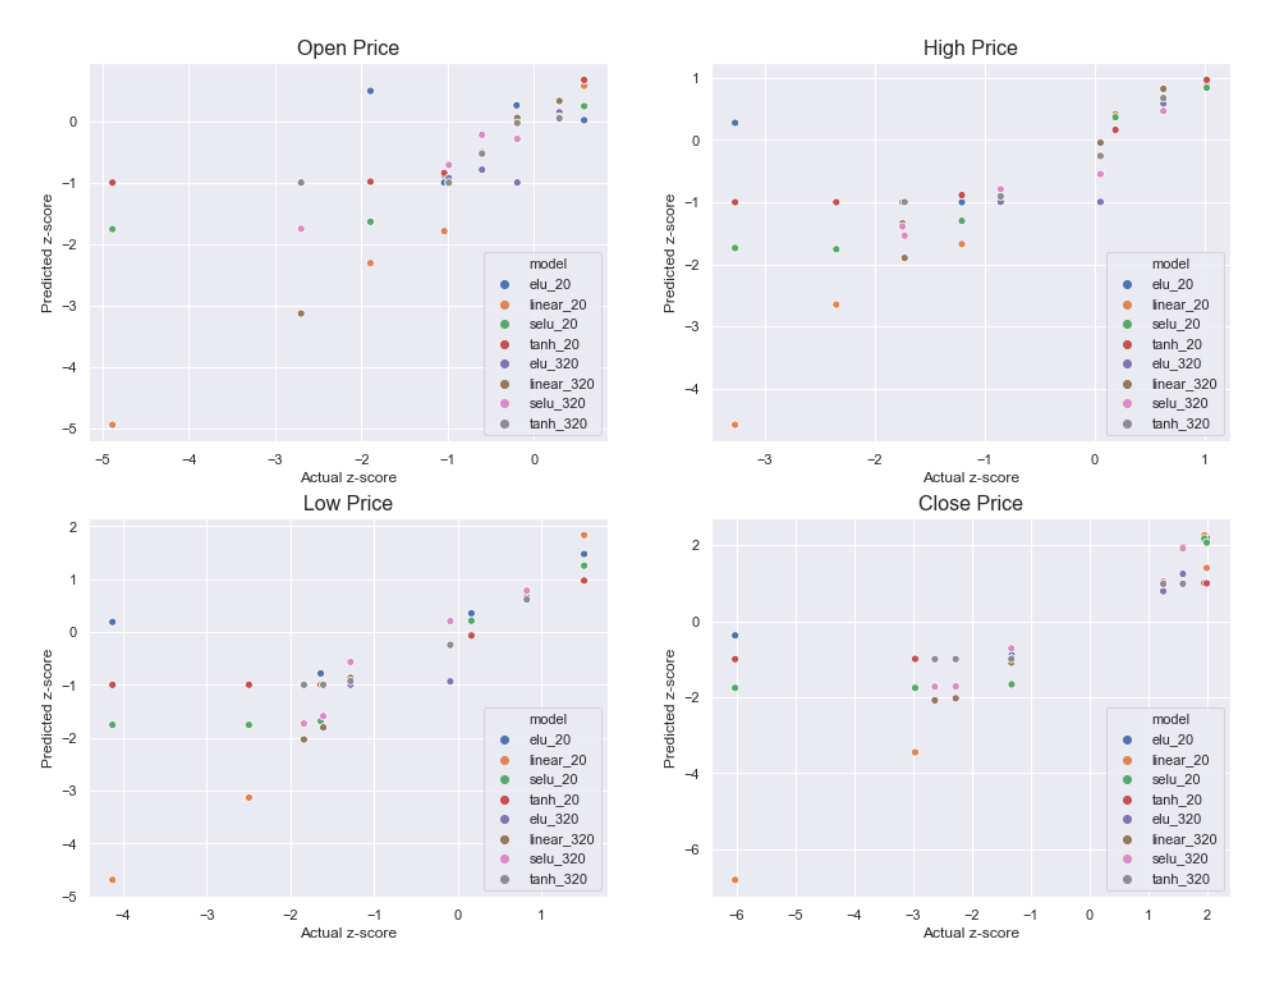 Open Price
Predicted z-score
0
−1
−2
−3
−4
−5
−5 −4 −3 −2 −1 0
Actual z-score
model
elu_20
linear_20
selu_20
tanh_20
elu_320
linear_320
selu_320
tanh_320
High Price
Predicted z-score
1
0
−1
−2
−3
−4
−3 −2 −1 0 1
Actual z-score
model
elu_20
linear_20
selu_20
tanh_20
elu_320
linear_320
selu_320
tanh_320
Low Price
Predicted z-score
2
1
0
−1
−2
−3
−4
−5
−4 −3 −2 −1 0 1
Actual z-score
model
elu_20
linear_20
selu_20
tanh_20
elu_320
linear_320
selu_320
tanh_320
Close Price
Predicted z-score
2
0
−2
−4
−6
−6 −5 −4 −3 −2 −1 0 1 2
Actual z-score
model
elu_20
linear_20
selu_20
tanh_20
elu_320
linear_320
selu_320
tanh_320